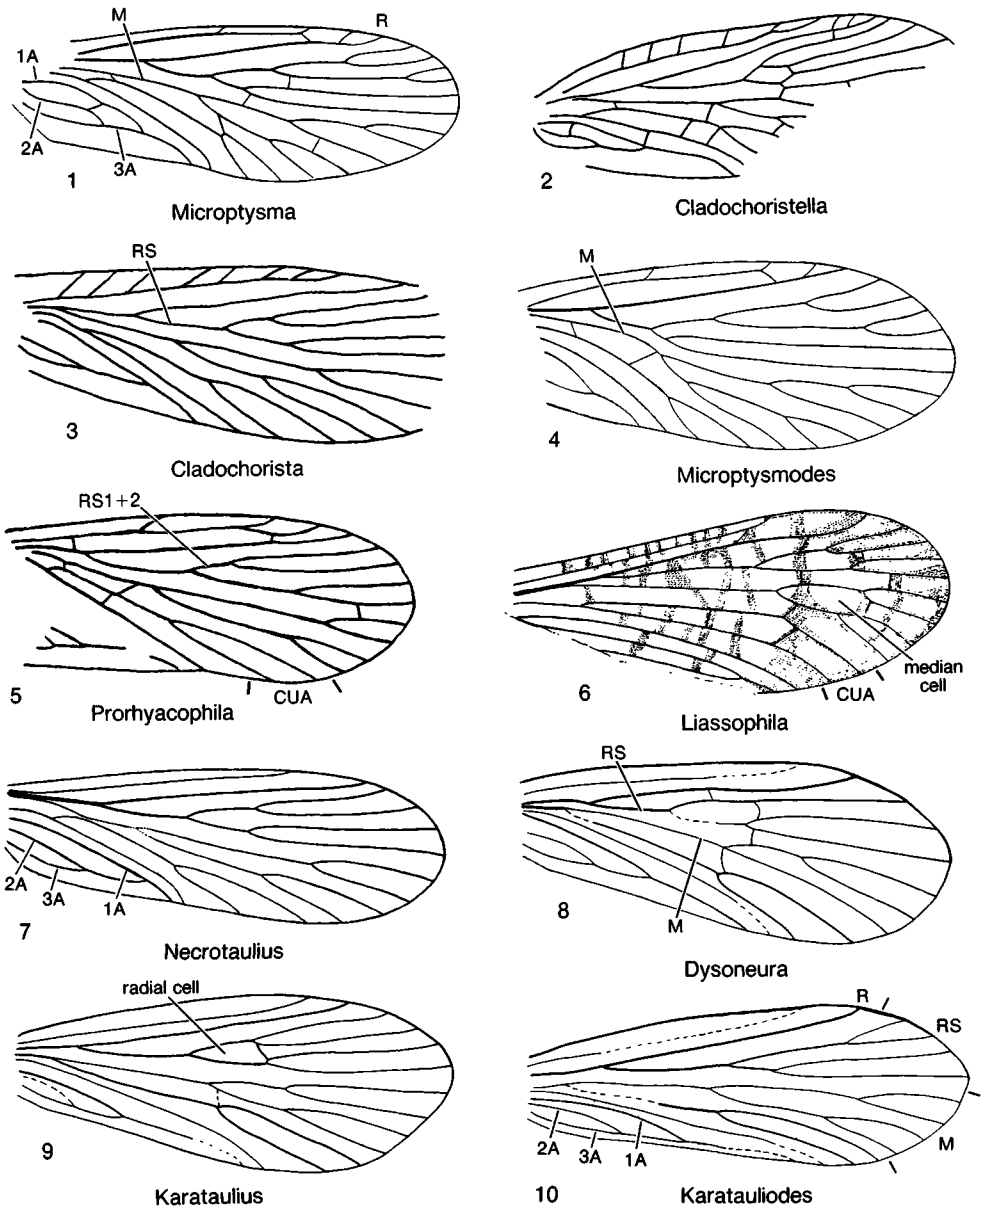 M
R
1A
2A
3A
1
Microptysma
2
Cladochoristella
RS
3
Cladochorista
M
4
Microptysmodes
RS1+2
5
CUA
Prorhyacophila
median
cell
6
CUA
Liassophila
2A
3A
1A
7
Necrotaulius
RS
M
8
Dysoneura
radial cell
9
Karataulius
R
RS
2A
3A
1A
M
10
Karatauliodes